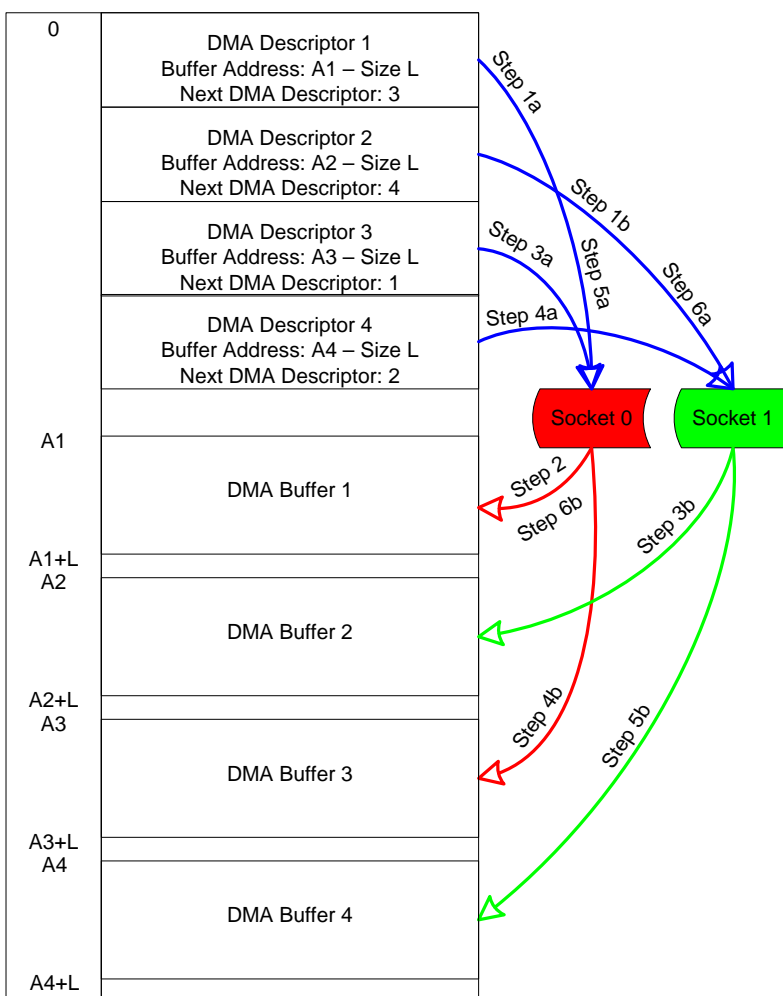 0
DMA Descriptor 1
Buffer Address: A1 – Size L
Next DMA Descriptor: 3
DMA Descriptor 2
Buffer Address: A2 – Size L
Next DMA Descriptor: 4
DMA Descriptor 3
Buffer Address: A3 – Size L
Next DMA Descriptor: 1
DMA Descriptor 4
Buffer Address: A4 – Size L
Next DMA Descriptor: 2
Step 1a
Step 1b
Step 3a
Step 5a
Step 6a
Step 4a
Socket 0
Socket 1
A1
DMA Buffer 1
Step 2
Step 6b
Step 3b
A1+L
A2
DMA Buffer 2
A2+L
A3
Step 4b
Step 5b
DMA Buffer 3
A3+L
A4
DMA Buffer 4
A4+L